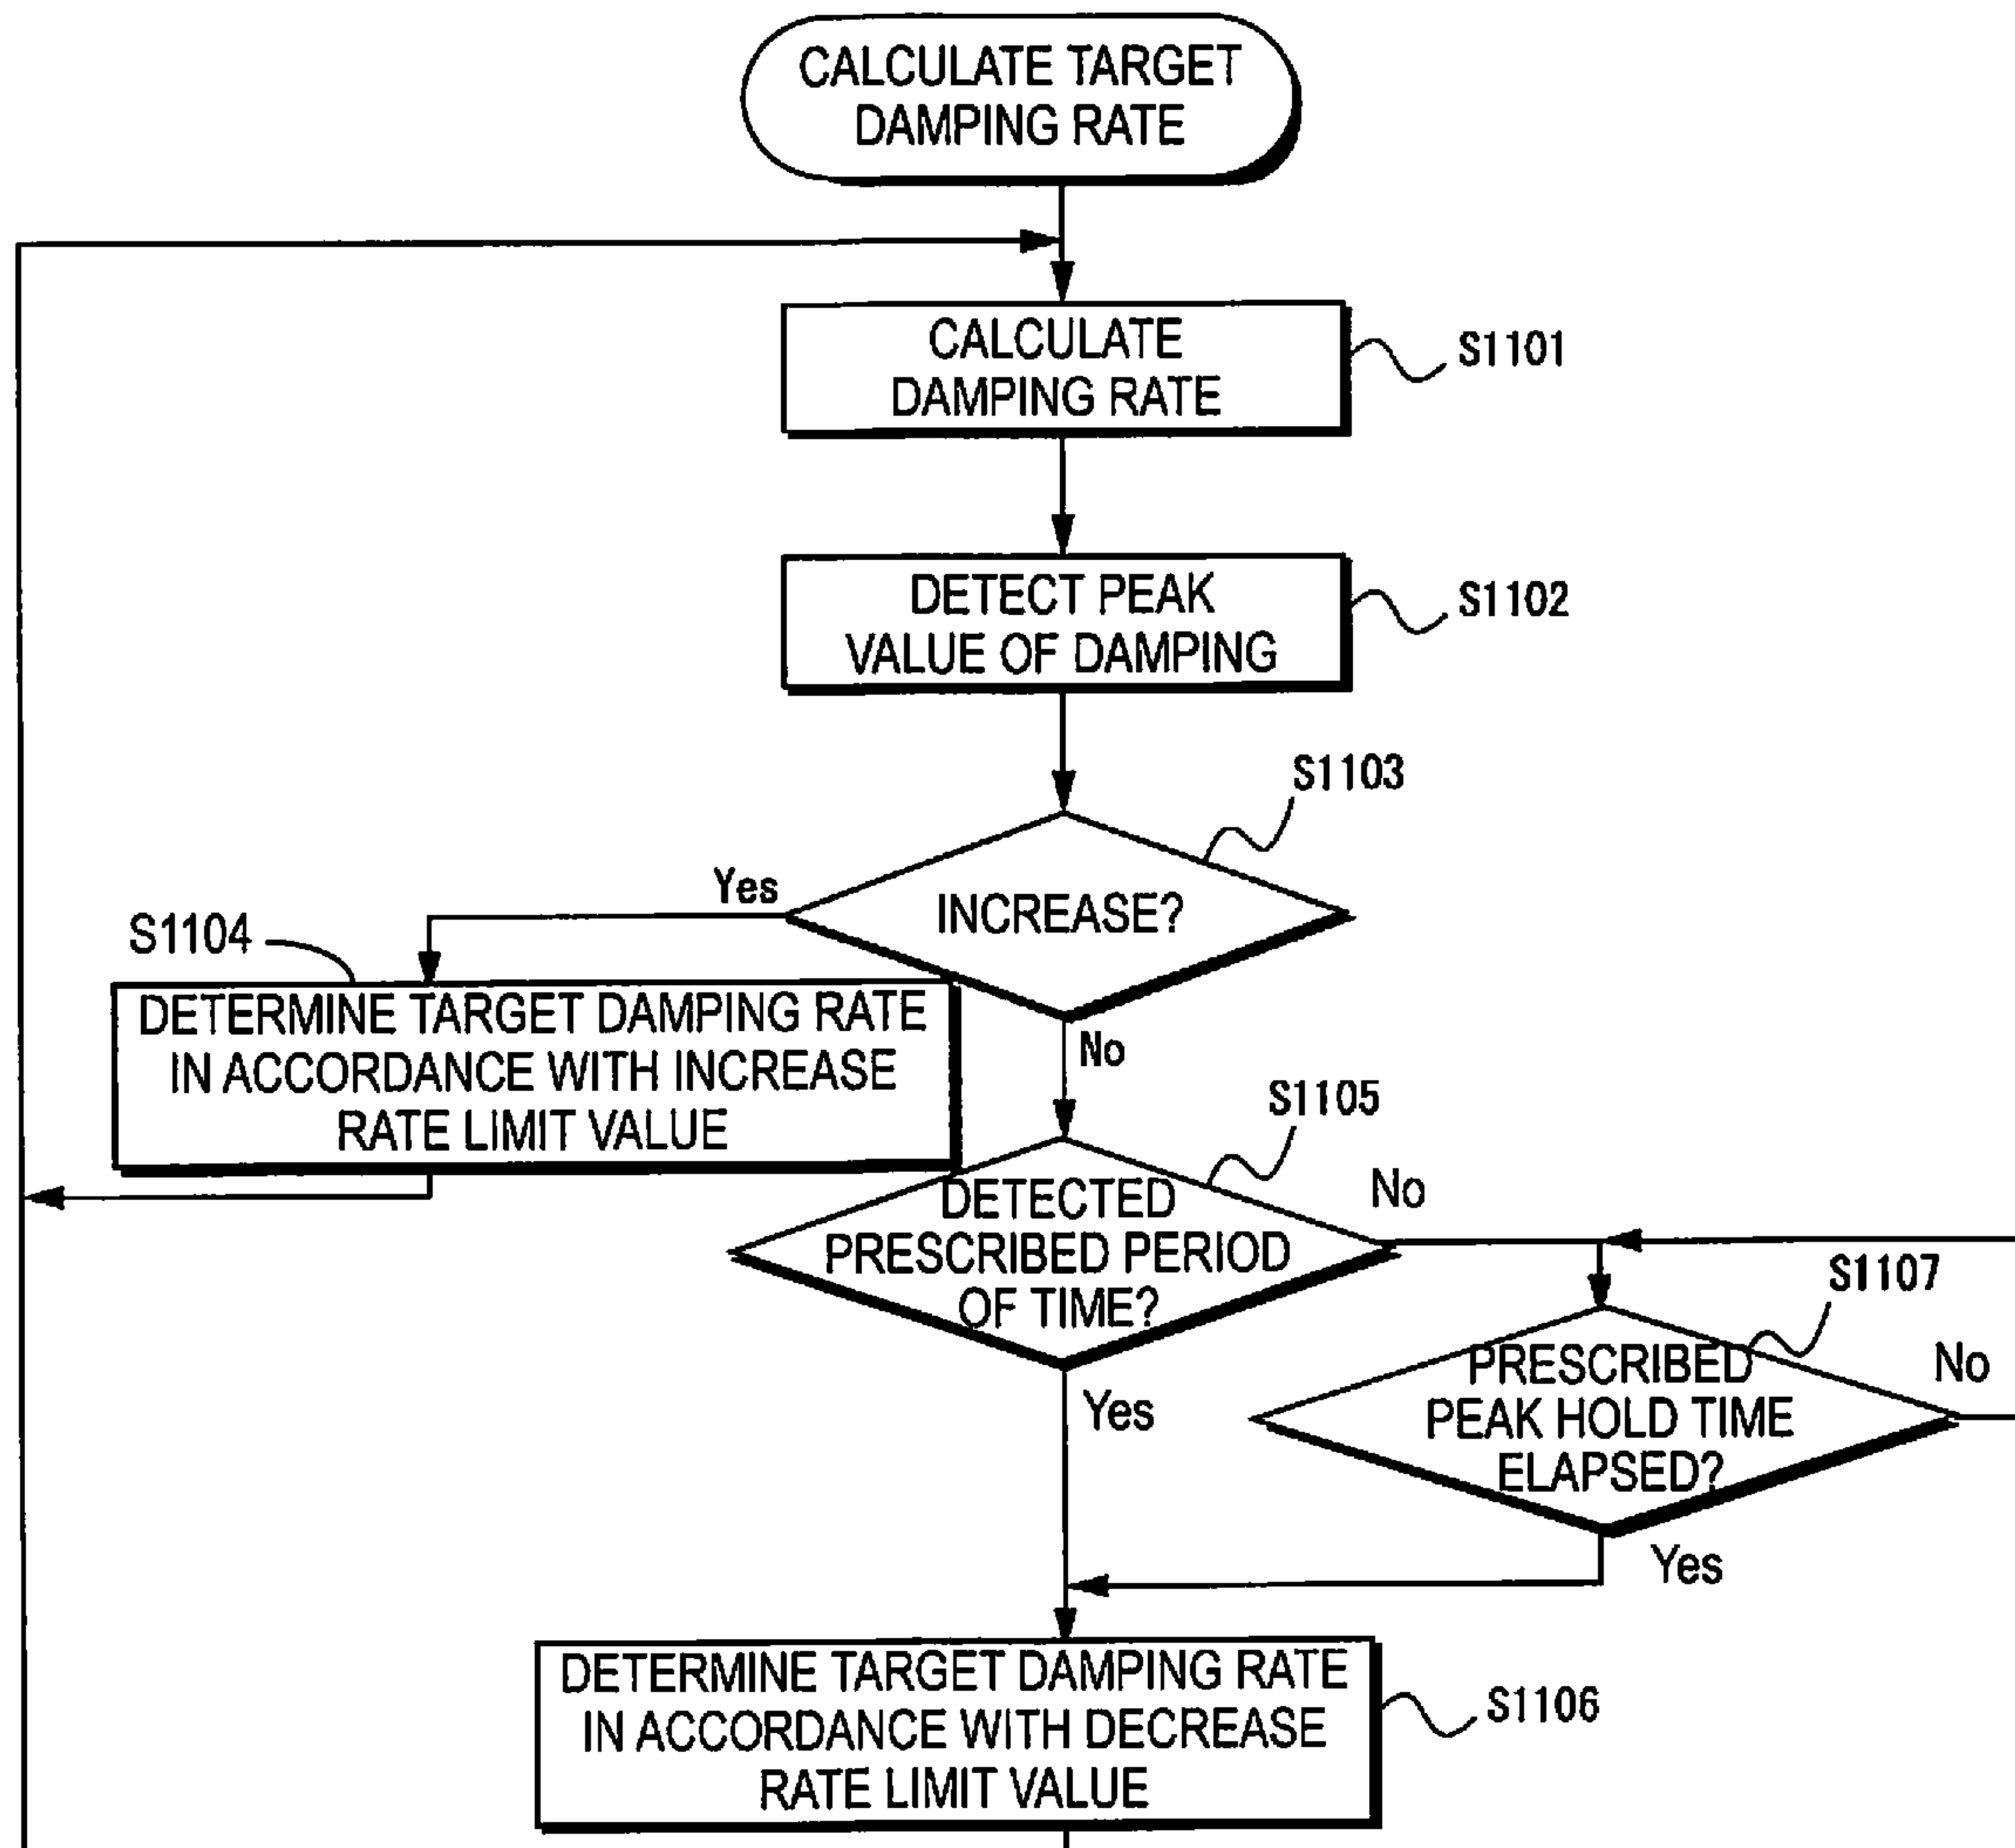 CALCULATE TARGET
DAMPING RATE
CALCULATE
DAMPING RATE
S1101
DETECT PEAK
VALUE OF DAMPING
S1102
S1103
INCREASE?
Yes
No
S1104
DETERMINE TARGET DAMPING RATE
IN ACCORDANCE WITH INCREASE
RATE LIMIT VALUE
S1105
DETECTED
PRESCRIBED PERIOD
OF TIME?
No
Yes
S1107
PRESCRIBED
PEAK HOLD TIME
ELAPSED?
No
Yes
DETERMINE TARGET DAMPING RATE
IN ACCORDANCE WITH DECREASE
RATE LIMIT VALUE
S1106